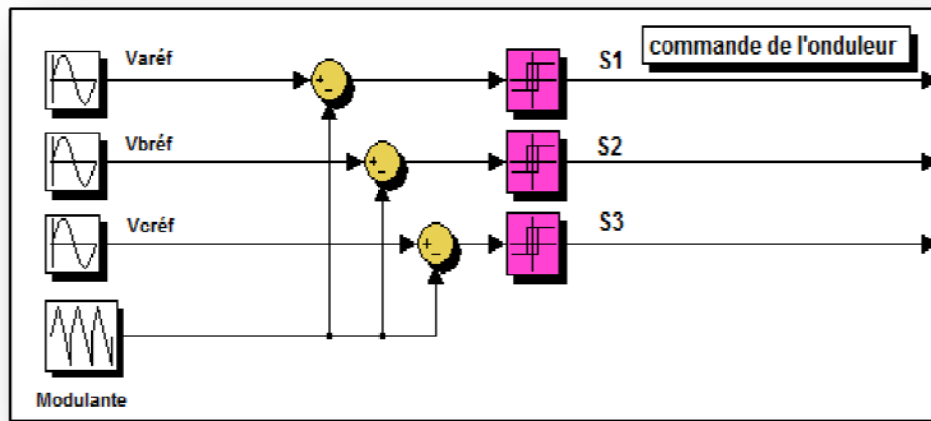 Varéf
S1
commande de l'onduleur
Vbréf
S2
Vcréf
S3
Modulante